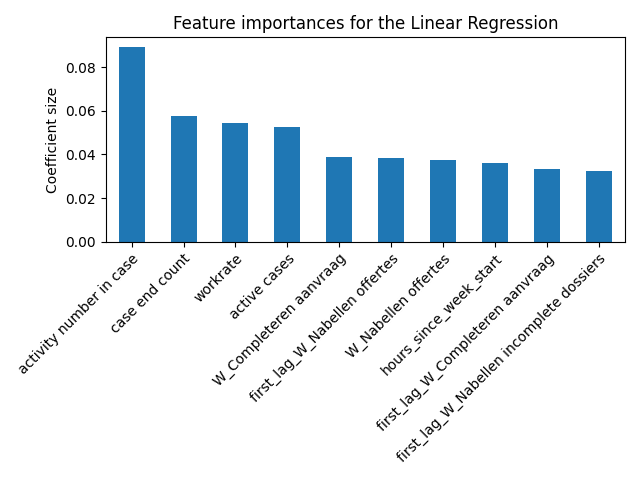 Feature importances for the Linear Regression
Coefficient size
0.08
0.06
0.04
0.02
0.00
activity number in case
case end count
workrate
active cases
W_Completeren aanvraag
first_lag_W_Nabellen offertes
W_Nabellen offertes
hours_since_week_start
first_lag_W_Completeren aanvraag
first_lag_W_Nabellen incomplete dossiers